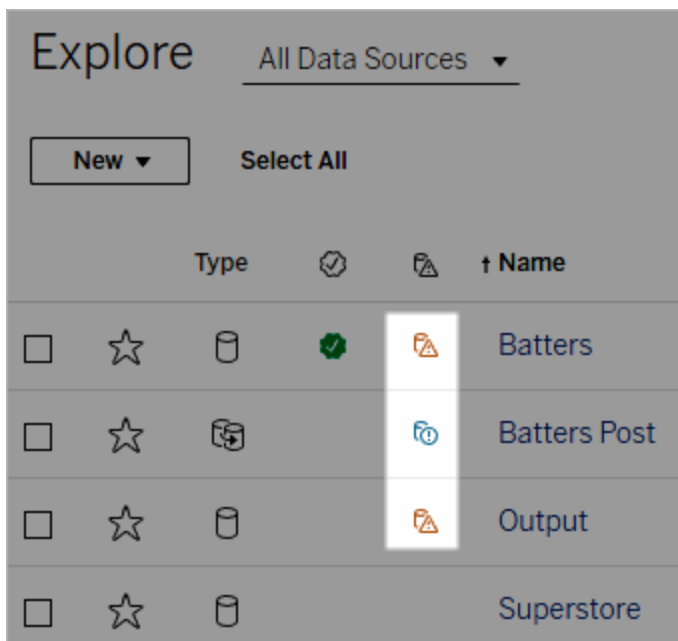 Explore All Data Sources
New Select All
Type Name
Batters
Batters Post
Output
Superstore